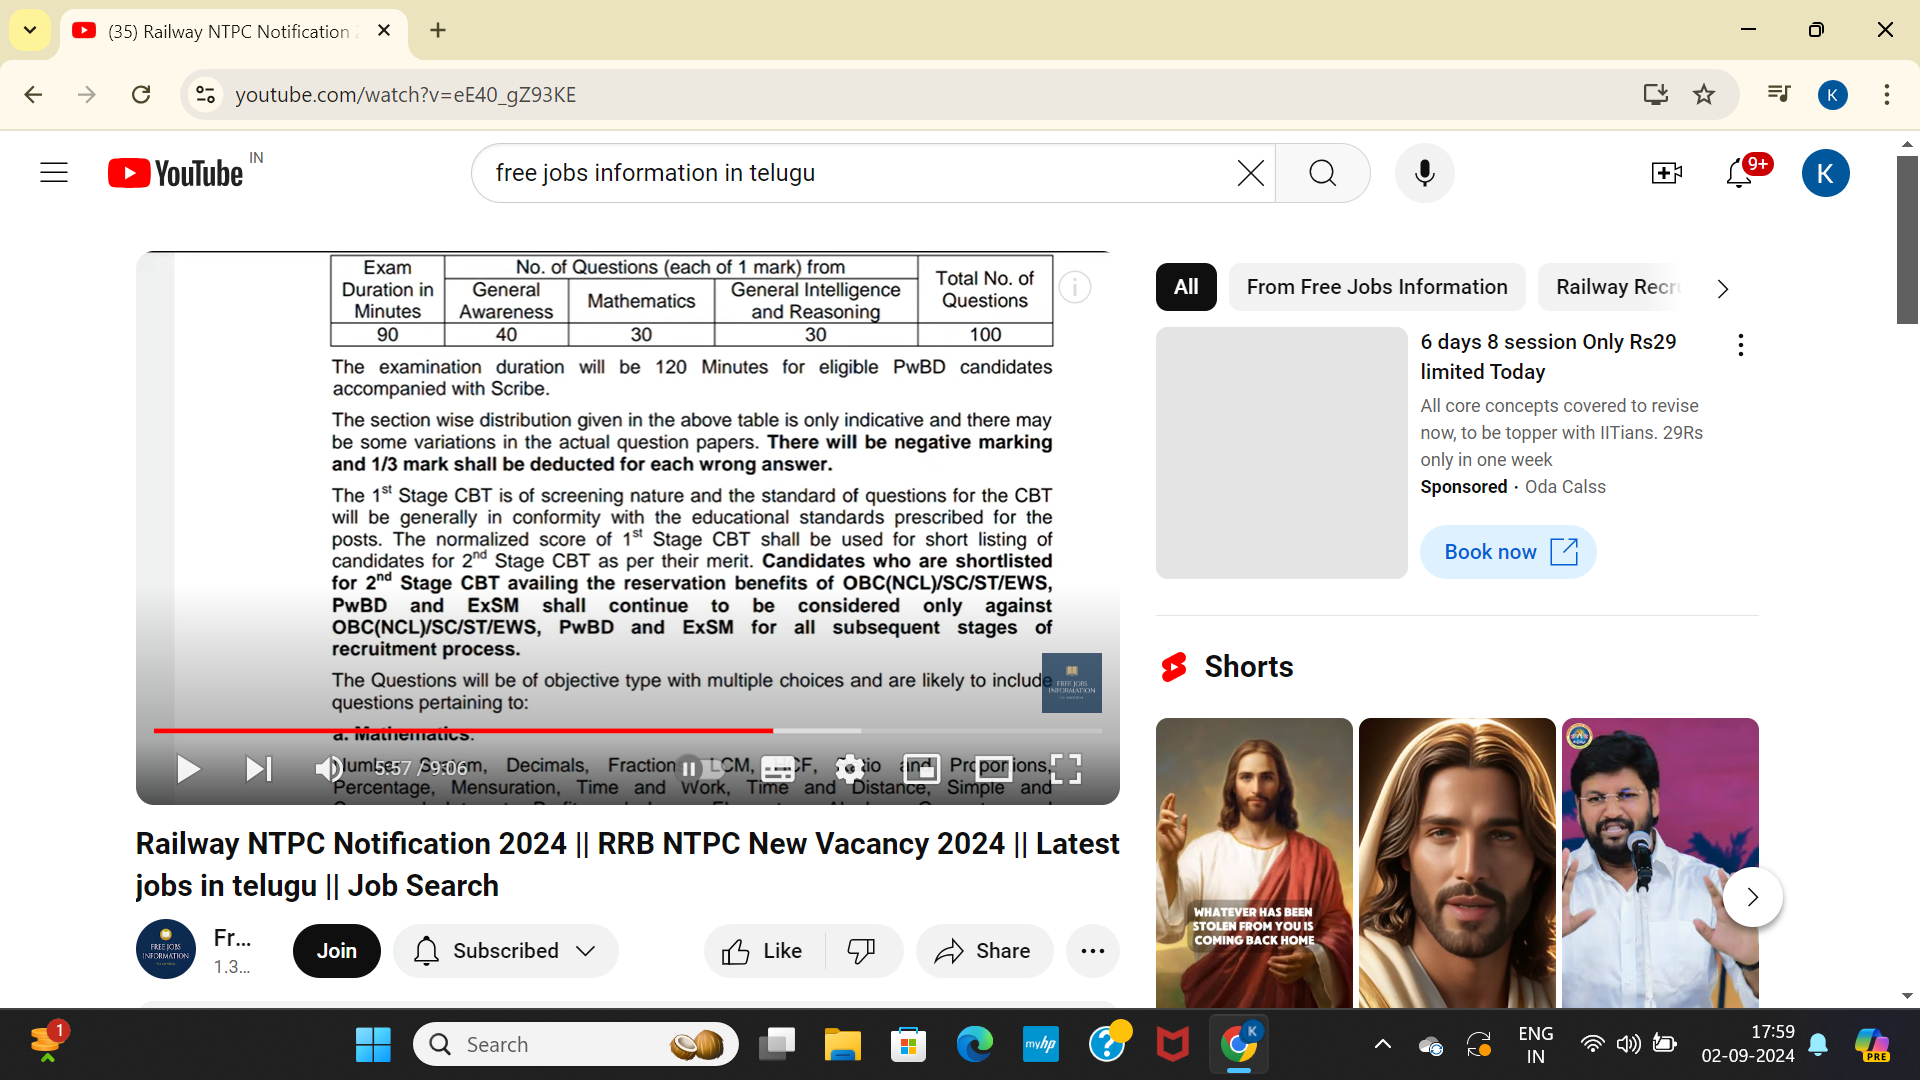 (35) Railway NTPC Notification
youtube.com/watch?v=eE40_gZ93KE
K
YouTube IN
free jobs information in telugu
9+
K
Exam Duration in Minutes
No. of Questions (each of 1 mark) from
Total No. of Questions
General Awareness
Mathematics
General Intelligence and Reasoning
90 40 30 30 100
The examination duration will be 120 Minutes for eligible PwBD candidates
accompanied with Scribe.
The section wise distribution given in the above table is only indicative and there may
be some variations in the actual question papers. There will be negative marking
and 1/3 mark shall be deducted for each wrong answer.
The 1st Stage CBT is of screening nature and the standard of questions for the CBT
will be generally in conformity with the educational standards prescribed for the
posts. The normalized score of 1st Stage CBT shall be used for short listing of
candidates for 2nd Stage CBT as per their merit. Candidates who are shortlisted
for 2nd Stage CBT availing the reservation benefits of OBC(NCL)/SC/ST/EWS,
PwBD and ExSM shall continue to be considered only against
OBC(NCL)/SC/ST/EWS, PwBD and ExSM for all subsequent stages of
recruitment process.
The Questions will be of objective type with multiple choices and are likely to include
questions pertaining to:
FREE JOBS
INFORMATION
a. Mathematics:
Decimals, LCM, and Proportions,
5:57 / 9:06
Percentage, Mensuration, Time and Work, Time and Distance, Simple and
Railway NTPC Notification 2024 || RRB NTPC New Vacancy 2024 || Latest
jobs in telugu || Job Search
FREE JOBS
INFORMATION
Fr...
1.3...
Join
Subscribed
Like
Share
All
From Free Jobs Information
Railway Recr
6 days 8 session Only Rs29
limited Today
All core concepts covered to revise
now, to be topper with IITians. 29Rs
only in one week
Sponsored · Oda Calss
Book now
Shorts
WHATEVER HAS BEEN
STOLEN FROM YOU IS
COMING BACK HOME
1
Search
myhp
K
ENG
IN
17:59
02-09-2024
PRE